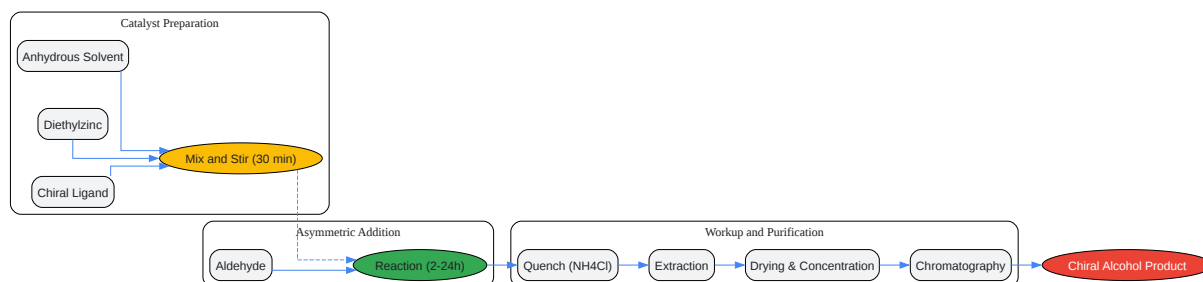 Catalyst Preparation
Anhydrous Solvent
Diethylzinc
Mix and Stir (30 min)
Chiral Ligand
Asymmetric Addition
Aldehyde
Reaction (2-24h)
Workup and Purification
Quench (NH4Cl)
Extraction
Drying & Concentration
Chromatography
Chiral Alcohol Product